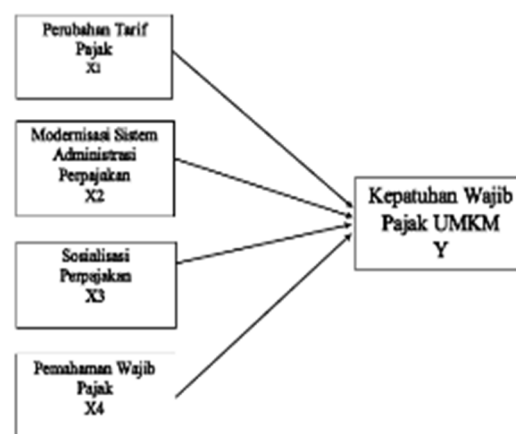 Perubahan Tarif
Pajak
X1
Modernisasi Sistem
Administrasi
Perpajakan
X2
Sosialisasi
Perpajakan
X3
Pemahaman Wajib
Pajak
X4
Kepatuhan Wajib
Pajak UMKM
Y